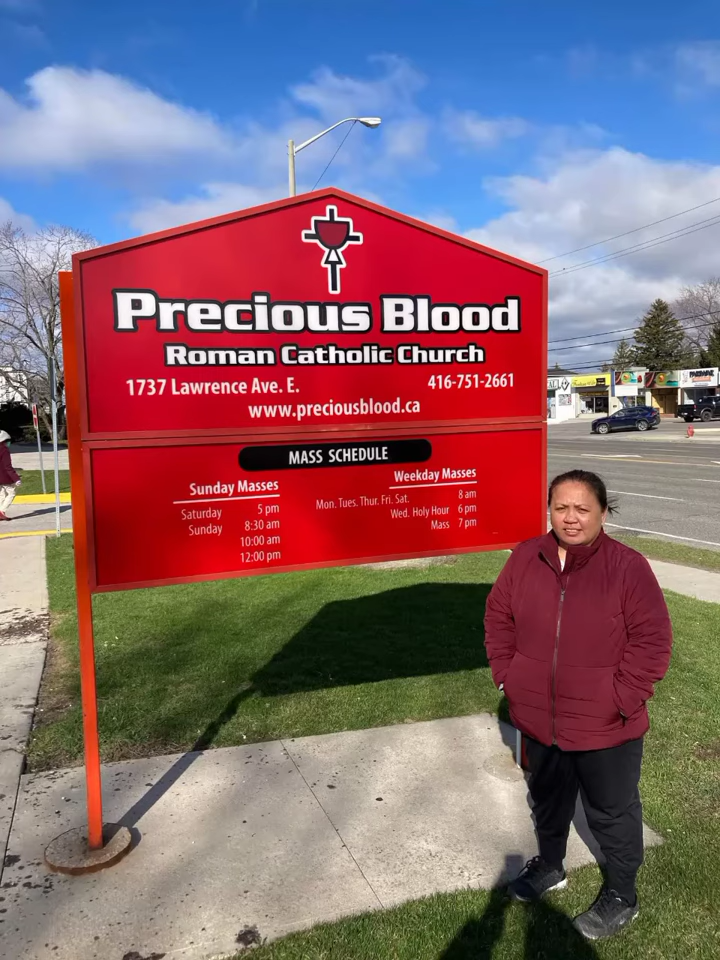 Precious Blood
Roman Catholic Church
1737 Lawrence Ave. E. 416-751-2661
www.preciousblood.ca
MASS SCHEDULE
Sunday Masses
Saturday 5 pm
Sunday 8:30 am
10:00 am
12:00 pm
Weekday Masses
Mon. Tues. Thur. Fri. Sat. 8 am
Wed. Holy Hour 6 pm
Mass 7 pm